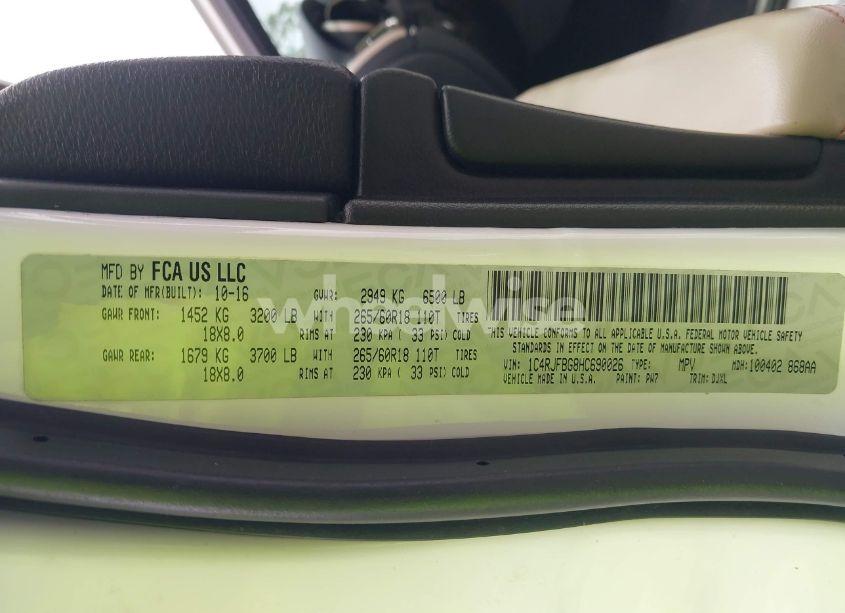 MFD BY FCA US LLC
DATE OF MFR(BUILT): 10-16 GVWR: 2949 KG 6500 LB
GAWR FRONT: 1452 KG 3200 LB WITH 265/60R18 110T TIRES
18X8.0 RIMS AT 230 KPA ( 33 PSI) COLD
GAWR REAR: 1679 KG 3700 LB WITH 265/60R18 110T TIRES
18X8.0 RIMS AT 230 KPA ( 33 PSI) COLD
THIS VEHICLE CONFORMS TO ALL APPLICABLE U.S.A. FEDERAL MOTOR VEHICLE SAFETY
STANDARDS IN EFFECT ON THE DATE OF MANUFACTURE SHOWN ABOVE.
VIN: 1C4RJFBG8HC690026 TYPE: MPV MDH: 100402 868AA
VEHICLE MADE IN U.S.A. PAINT: PW7 TRIM: DJXL